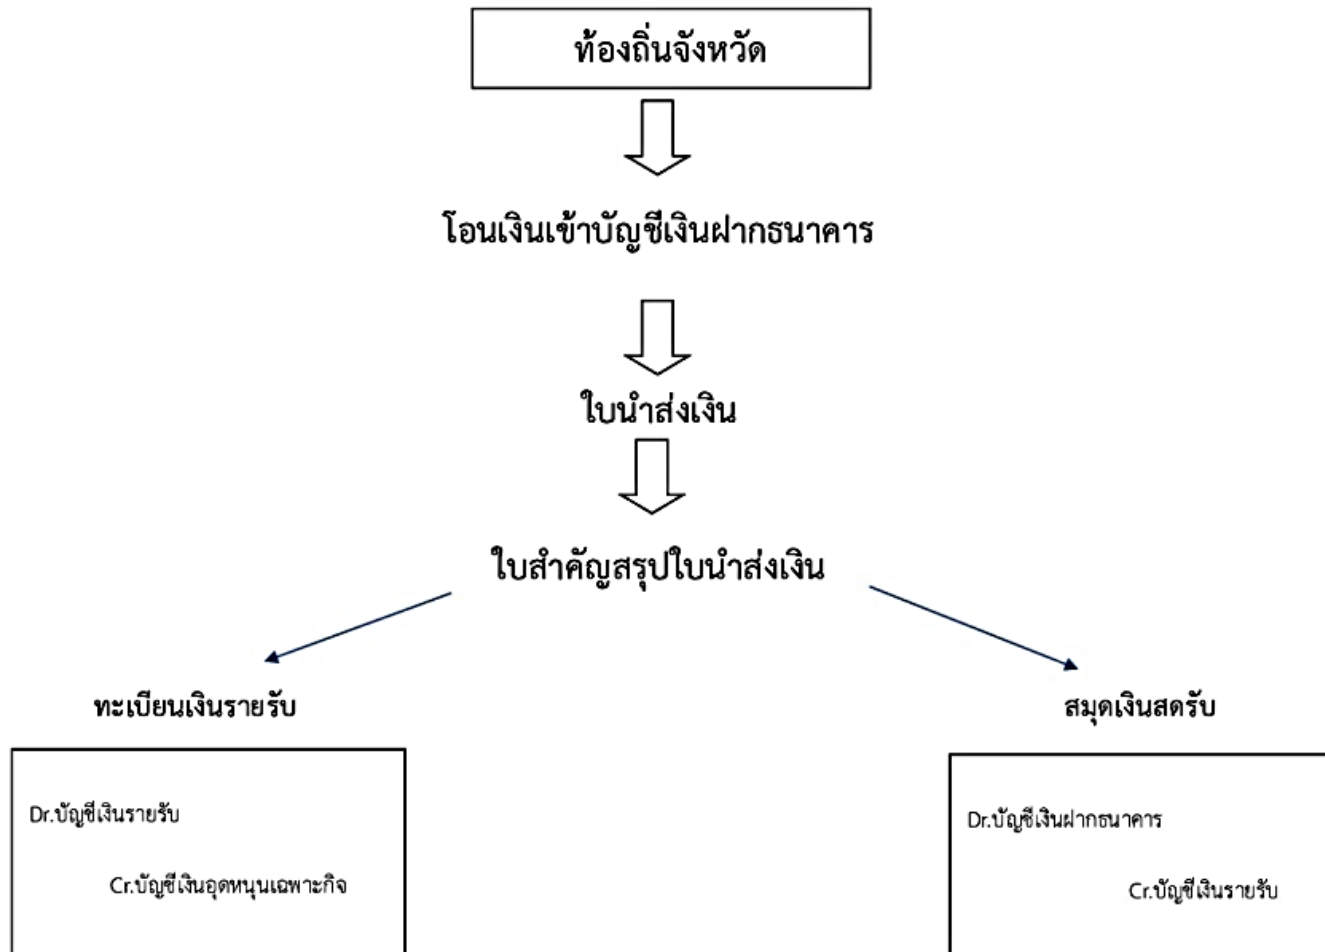 ท้องถิ่นจังหวัด
โอนเงินเข้าบัญชีเงินฝากธนาคาร
ใบนำส่งเงิน
ใบสำคัญสรุปใบนำส่งเงิน
ทะเบียนเงินรายรับ
Dr.บัญชีเงินรายรับ
Cr.บัญชีเงินอุดหนุนเฉพาะกิจ
สมุดเงินสดรับ
Dr.บัญชีเงินฝากธนาคาร
Cr.บัญชีเงินรายรับ